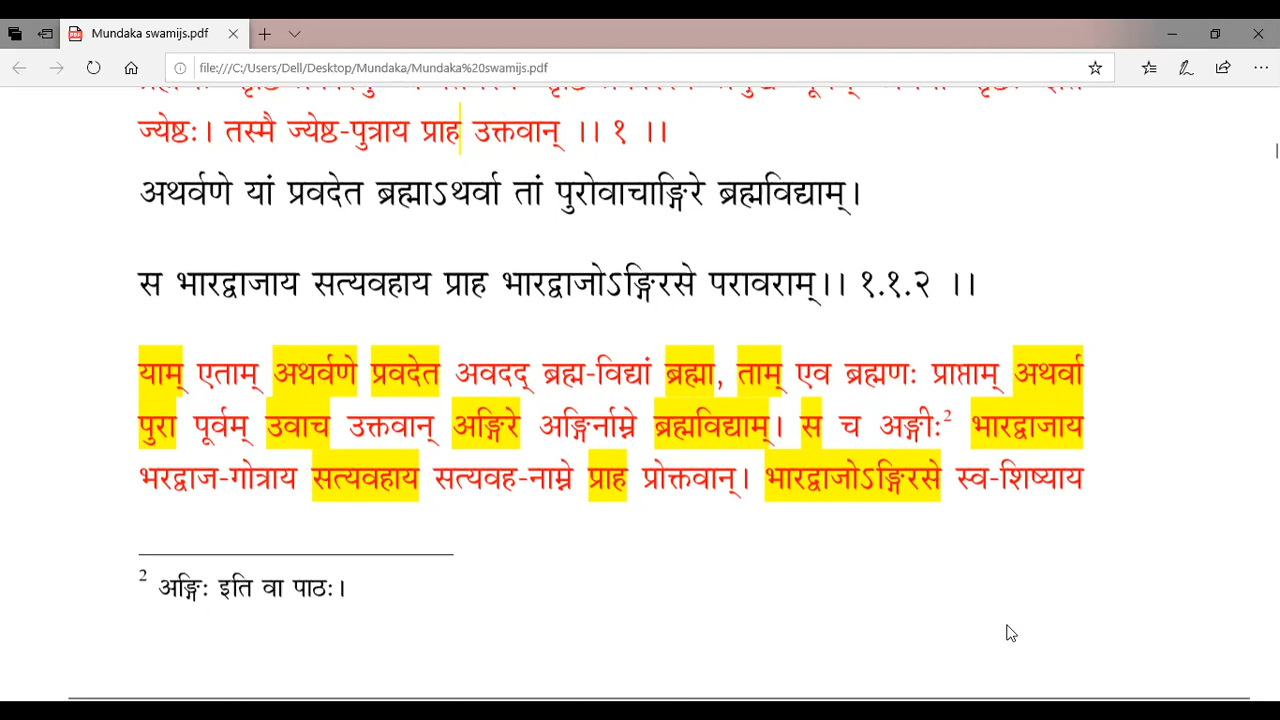 Mundaka swamijs.pdf
file:///C:/Users/Dell/Desktop/Mundaka/Mundaka%20swamijs.pdf
ज्येष्ठः। तस्मै ज्येष्ठ-पुत्राय प्राह उक्तवान् ।। १ ।।
अथर्वणे यां प्रवदेत ब्रह्माऽथर्वा तां पुरोवाचाङ्गिरे ब्रह्मविद्याम्।
स भारद्वाजाय सत्यवहाय प्राह भारद्वाजोऽङ्गिरसे परावराम्।। १.१.२ ।।
याम् एताम् अथर्वणे प्रवदेत अवदद् ब्रह्म-विद्यां ब्रह्मा, ताम् एव ब्रह्मणः प्राप्ताम् अथर्वा
पुरा पूर्वम् उवाच उक्तवान् अङ्गिरे अङ्गिर्नाम्ने ब्रह्मविद्याम्। स च अङ्गीः2 भारद्वाजाय
भरद्वाज-गोत्राय सत्यवहाय सत्यवह-नाम्ने प्राह प्रोक्तवान्। भारद्वाजोऽङ्गिरसे स्व-शिष्याय
2 अङ्गिः इति वा पाठः।